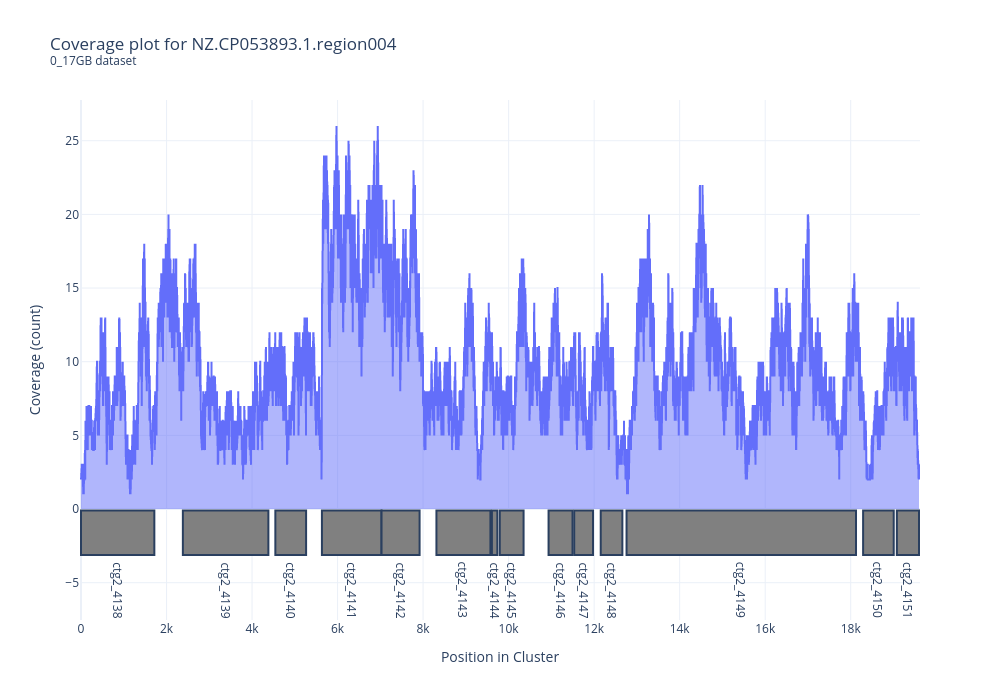 Coverage plot for NZ.CP053893.1.region004
0_17GB dataset
25
20
15
10
5
0
−5
Coverage (count)
ctg2_4138
ctg2_4139
ctg2_4140
ctg2_4141
ctg2_4142
ctg2_4143
ctg2_4144
ctg2_4145
ctg2_4146
ctg2_4147
ctg2_4148
ctg2_4149
ctg2_4150
ctg2_4151
0
2k
4k
6k
8k
10k
12k
14k
16k
18k
Position in Cluster